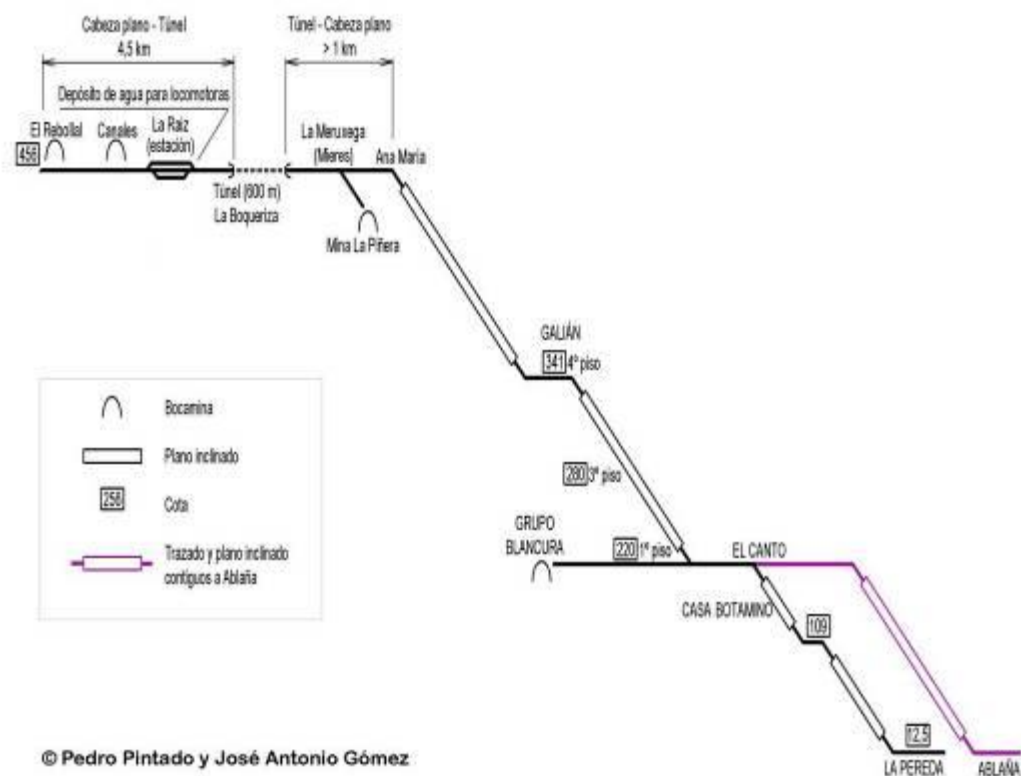 Cabeza plano - Túnel
4,5 km
Túnel - Cabeza plano
> 1 km
Depósito de agua para locomotoras
El Rebollal
Canales
La Raiz
(estación)
La Meruxega
(Mieres)
Ana Maria
456
Túnel (600 m)
La Boqueriza
Mina La Piñera
GALIÁN
341 4º piso
280 3º piso
GRUPO
BLANCURA
220 1º piso
EL CANTO
CASA BOTAMINO
109
12,5
LA PEREDA
ABLAÑA
Bocamina
Plano inclinado
256 Cota
Trazado y plano inclinado
contiguos a Ablaña
© Pedro Pintado y José Antonio Gómez